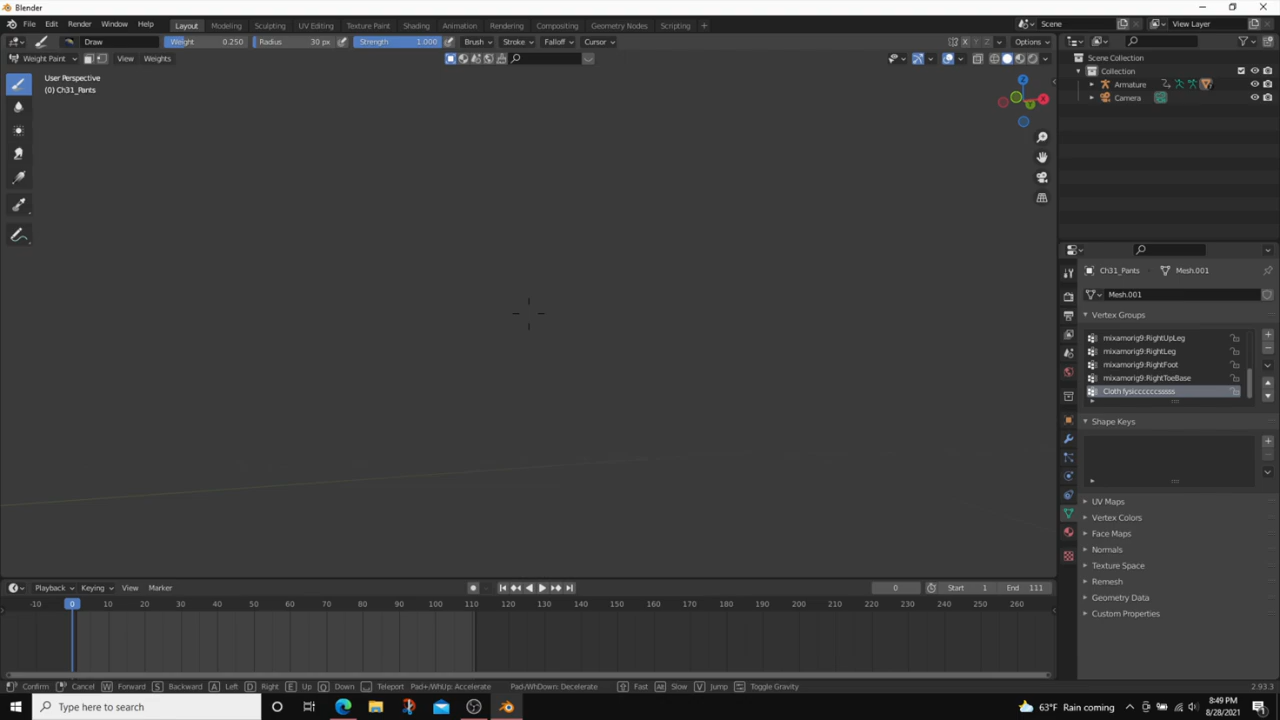 Blender
File Edit Render Window Help Layout Modeling Sculpting UV Editing Texture Paint Shading Animation Rendering Compositing Geometry Nodes Scripting + Scene View Layer
Draw Weight 0.250 Radius 30 px Strength 1.000 Brush Stroke Falloff Cursor X Y Z Options
Weight Paint View Weights
User Perspective
(0) Ch31_Pants
Z
X
Y
Scene Collection
Collection
Armature
Camera
Ch31_Pants Mesh.001
Mesh.001
Vertex Groups
mixamorig9:RightUpLeg
mixamorig9:RightLeg
mixamorig9:RightFoot
mixamorig9:RightToeBase
Cloth fysiccccccsssss
Shape Keys
UV Maps
Vertex Colors
Face Maps
Normals
Texture Space
Remesh
Geometry Data
Custom Properties
Playback Keying View Marker 0 Start 1 End 111
-10 0 10 20 30 40 50 60 70 80 90 100 110 120 130 140 150 160 170 180 190 200 210 220 230 240 250 260
Confirm Cancel W Forward S Backward A Left D Right E Up Q Down Teleport Pad+/WhUp: Accelerate Pad-/WhDown: Decelerate Fast Slow V Jump Toggle Gravity 2.93.3
Type here to search 63°F Rain coming 8:49 PM
8/28/2021